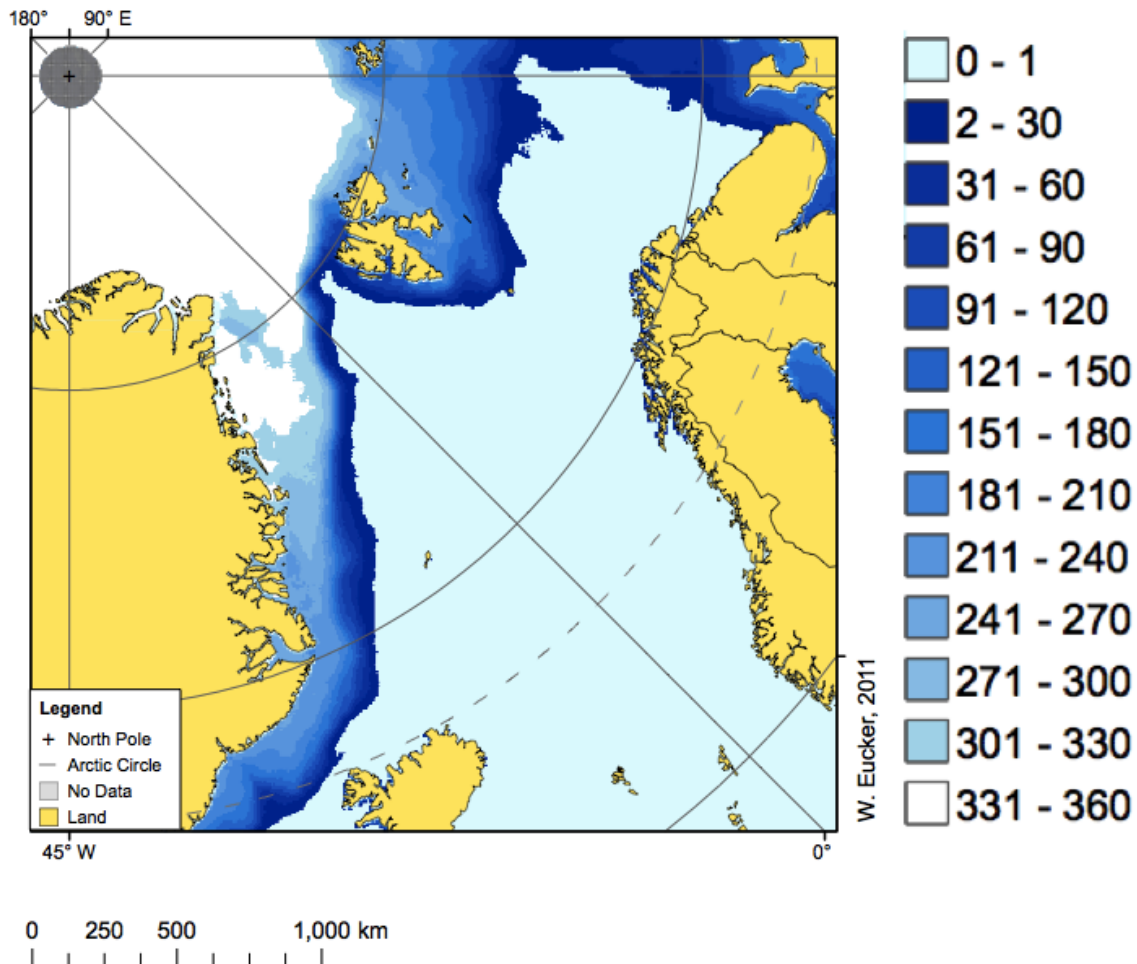 180° 90° E
0 - 1
2 - 30
31 - 60
61 - 90
91 - 120
121 - 150
151 - 180
181 - 210
211 - 240
241 - 270
271 - 300
301 - 330
331 - 360
Legend
+ North Pole
Arctic Circle
No Data
Land
W. Eucker, 2011
45° W 0°
0 250 500 1,000 km